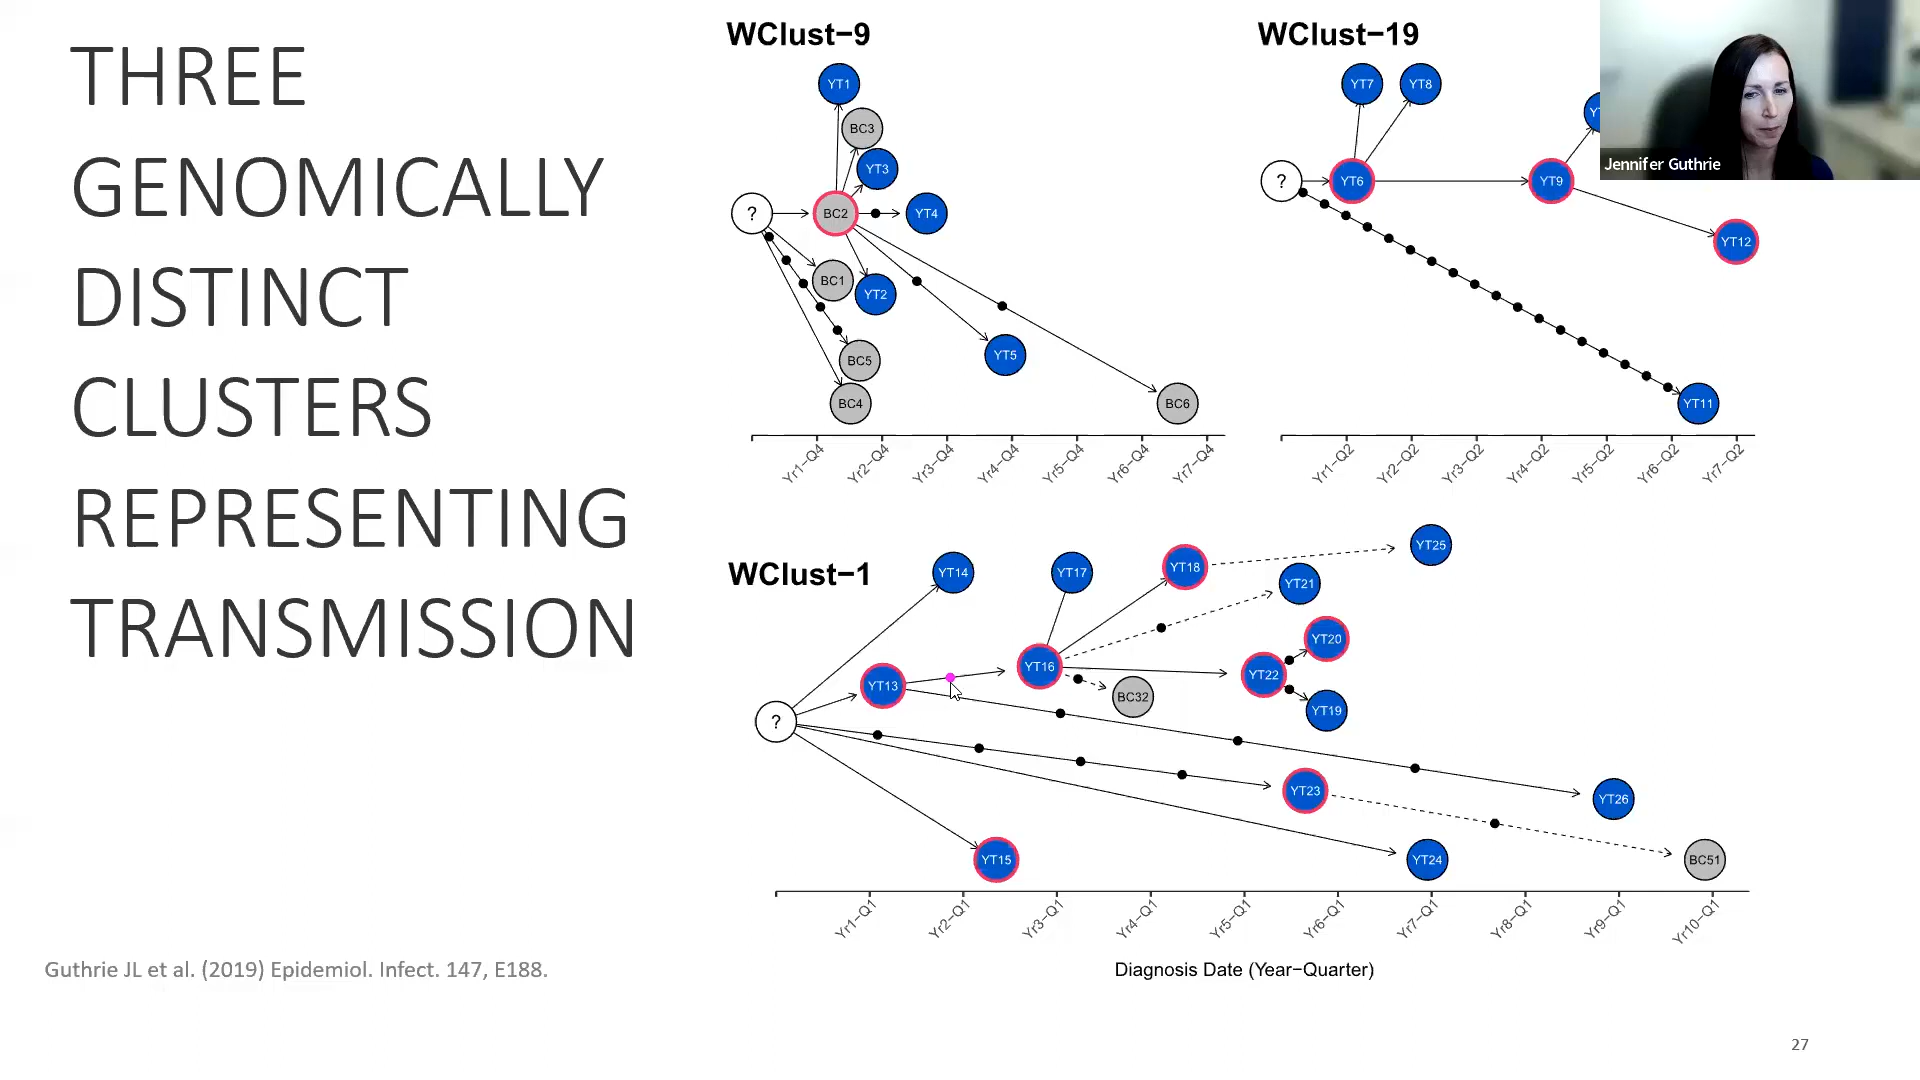 THREE
GENOMICALLY
DISTINCT
CLUSTERS
REPRESENTING
TRANSMISSION
Guthrie JL et al. (2019) Epidemiol. Infect. 147, E188.
WClust−9
YT1
BC3
YT3
?
BC2
YT4
BC1
YT2
BC5
YT5
BC4
BC6
Yr1−Q4
Yr2−Q4
Yr3−Q4
Yr4−Q4
Yr5−Q4
Yr6−Q4
Yr7−Q4
WClust−19
YT7
YT8
?
YT6
YT9
YT12
YT11
Yr1−Q2
Yr2−Q2
Yr3−Q2
Yr4−Q2
Yr5−Q2
Yr6−Q2
Yr7−Q2
Jennifer Guthrie
WClust−1
YT14
YT17
YT18
YT25
YT21
YT20
YT16
YT22
YT13
BC32
YT19
?
YT23
YT26
YT15
YT24
BC51
Yr1−Q1
Yr2−Q1
Yr3−Q1
Yr4−Q1
Yr5−Q1
Yr6−Q1
Yr7−Q1
Yr8−Q1
Yr9−Q1
Yr10−Q1
Diagnosis Date (Year−Quarter)
27